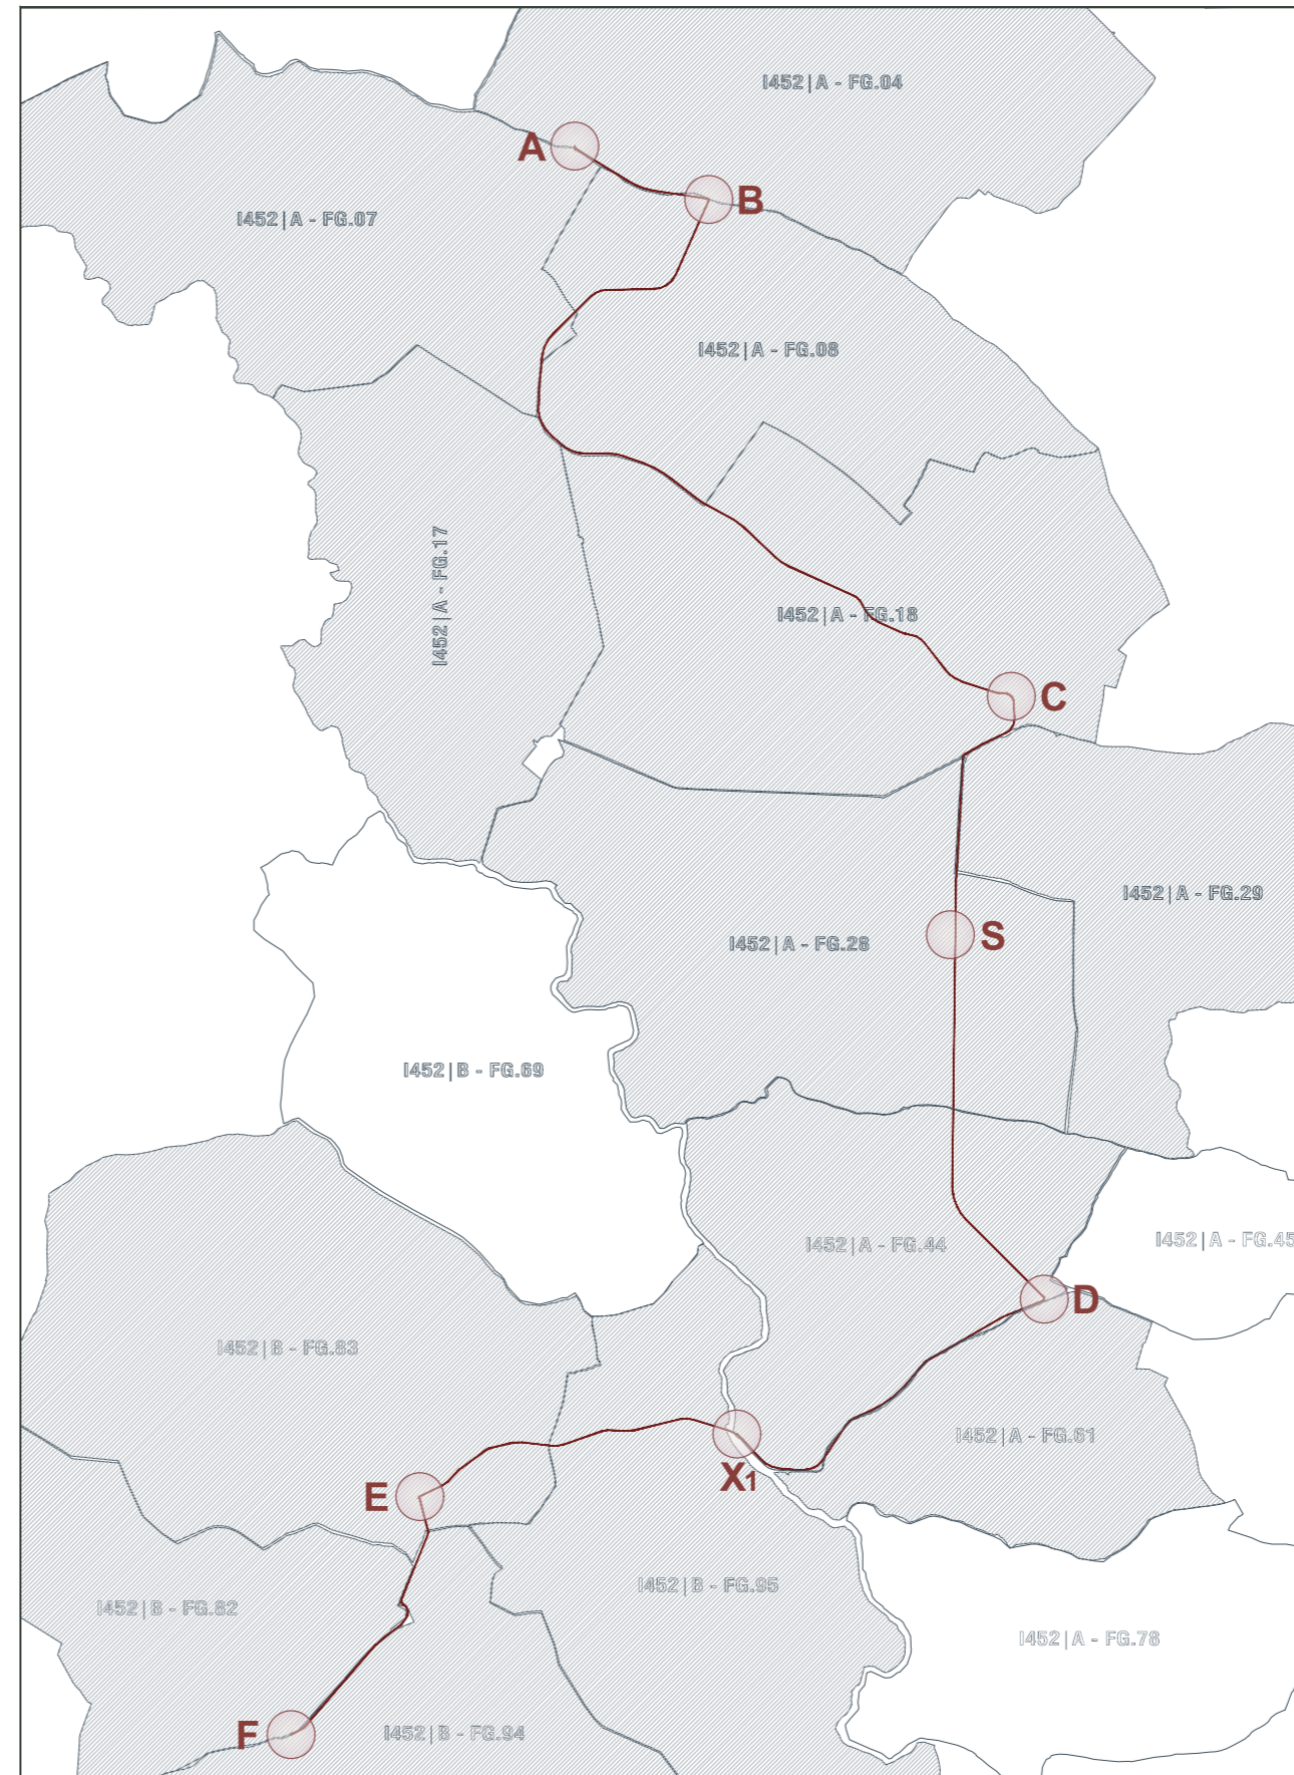 I452|A - FG.04
A
B
I452|A - FG.07
I452|A - FG.08
I452|A - FG.17
I452|A - FG.18
C
I452|A - FG.29
S
I452|A - FG.28
I452|B - FG.69
I452|A - FG.45
I452|A - FG.44
D
I452|B - FG.83
I452|A - FG.61
X1
E
I452|B - FG.95
I452|B - FG.82
I452|A - FG.78
F
I452|B - FG.94